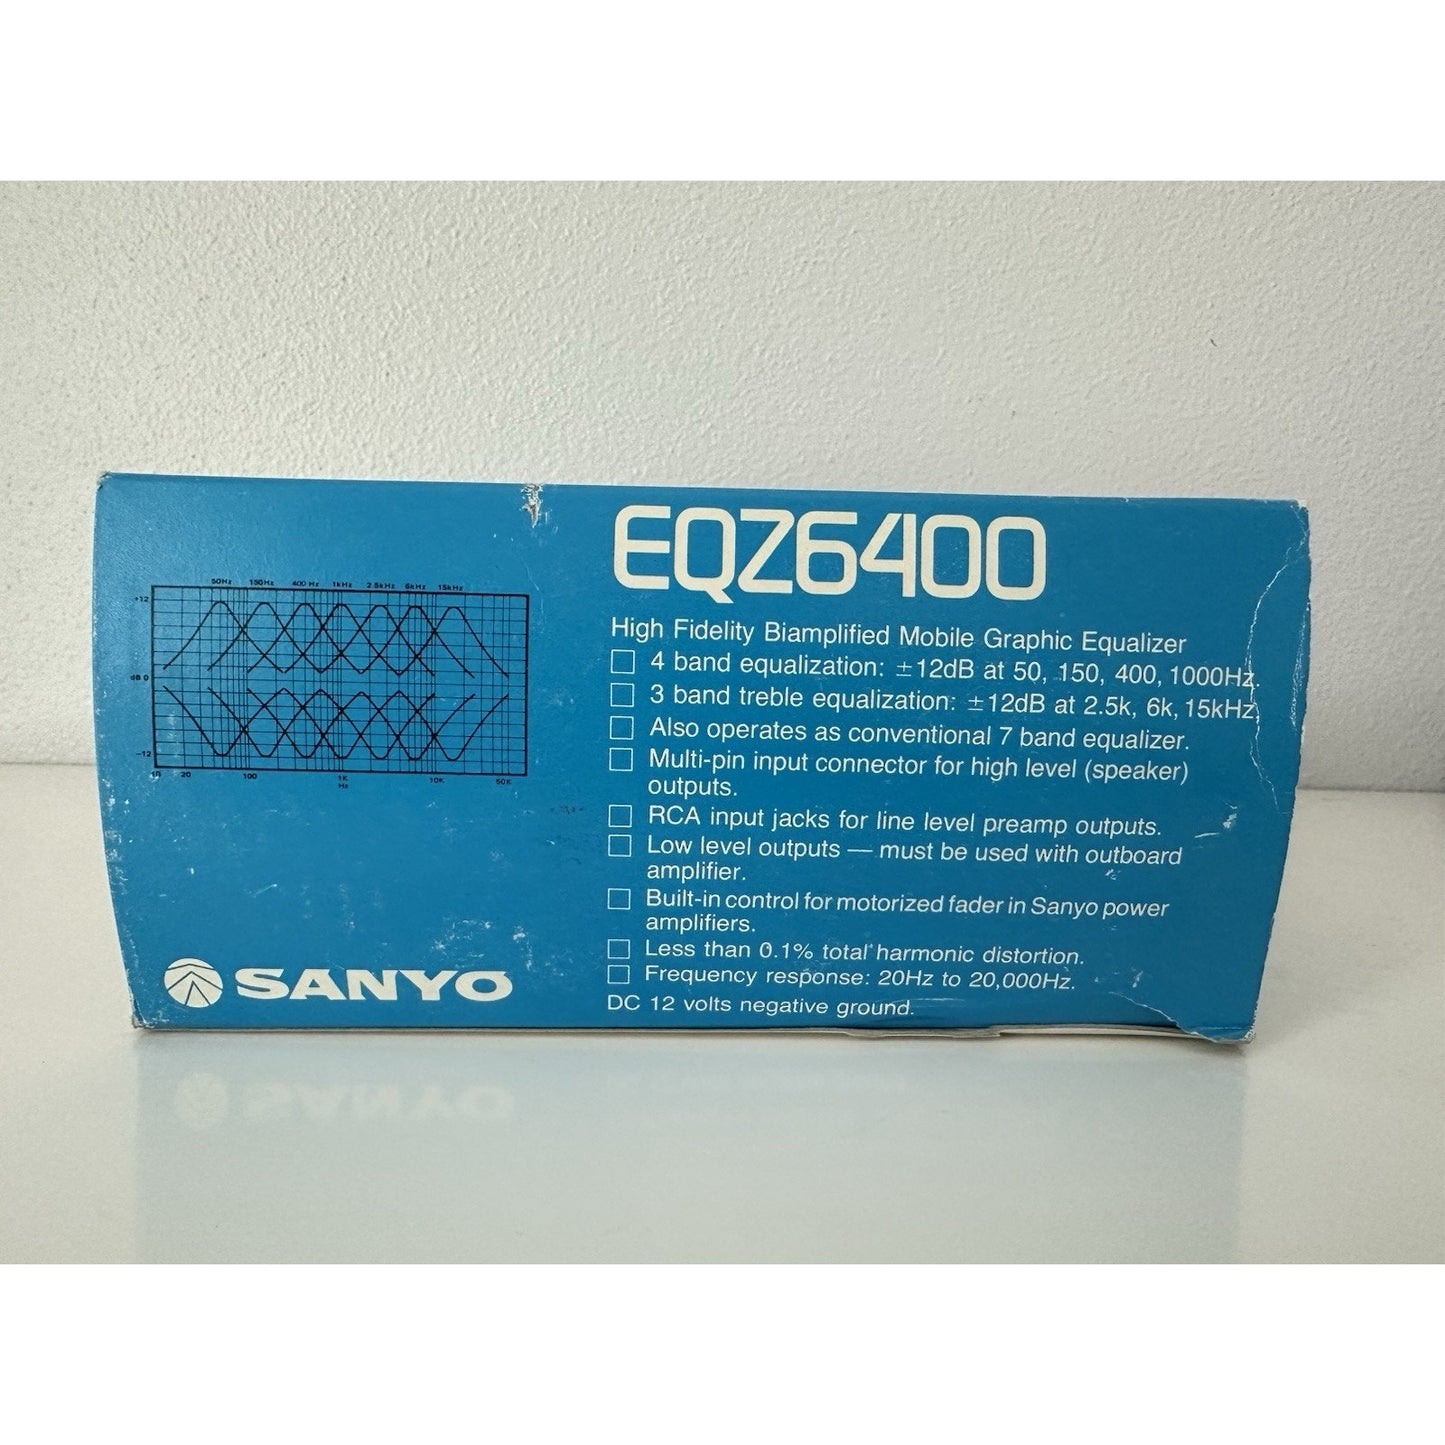 EQZ6400
High Fidelity Biamplified Mobile Graphic Equalizer
4 band equalization: ±12dB at 50, 150, 400, 1000Hz.
3 band treble equalization: ±12dB at 2.5k, 6k, 15kHz.
Also operates as conventional 7 band equalizer.
Multi-pin input connector for high level (speaker)
outputs.
RCA input jacks for line level preamp outputs.
Low level outputs — must be used with outboard
amplifier.
Built-in control for motorized fader in Sanyo power
amplifiers.
Less than 0.1% total harmonic distortion.
Frequency response: 20Hz to 20,000Hz.
DC 12 volts negative ground.
50Hz 150Hz 400 Hz 1kHz 2.5kHz 6kHz 15kHz
+12
dB 0
−12
10 20 100 1K 10K 50K
Hz
SANYO